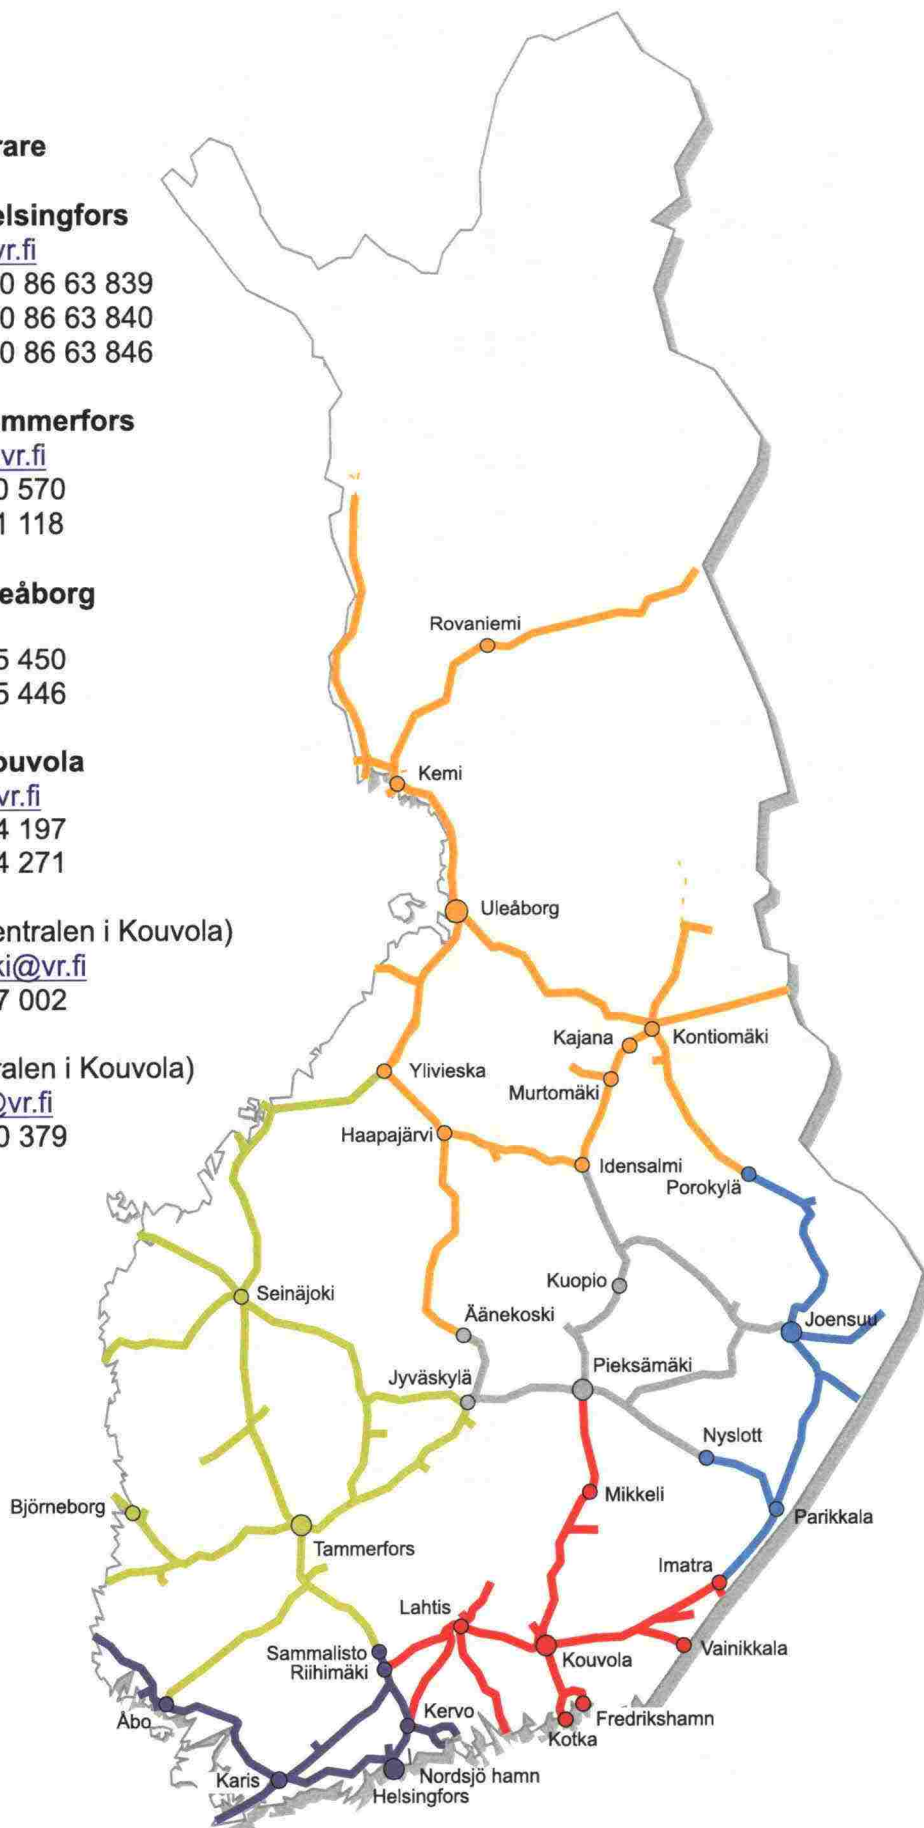 rare
elsingfors
vr.fi
0 86 63 839
0 86 63 840
0 86 63 846
mmerfors
vr.fi
0 570
1 118
eåborg
5 450
5 446
ouvola
vr.fi
4 197
4 271
entralen i Kouvola)
ki@vr.fi
7 002
ralen i Kouvola)
@vr.fi
0 379
Rovaniemi
Kemi
Uleåborg
Kajana
Kontiomäki
Ylivieska
Murtomäki
Haapajärvi
Idensalmi
Porokylä
Kuopio
Seinäjoki
Äänekoski
Joensuu
Pieksämäki
Jyväskylä
Nyslott
Mikkeli
Björneborg
Parikkala
Tammerfors
Imatra
Lahtis
Sammalisto
Riihimäki
Kouvola
Vainikkala
Åbo
Kervo
Fredrikshamn
Kotka
Karis
Nordsjö hamn
Helsingfors